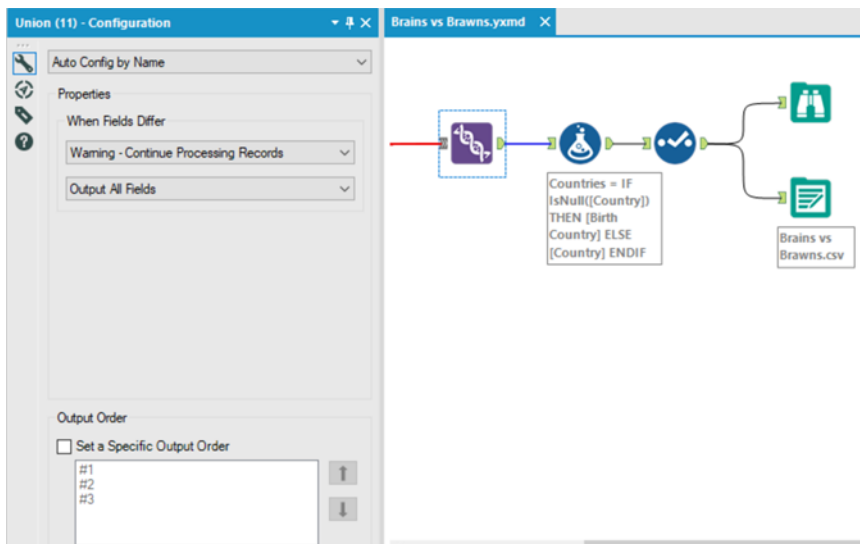 Union (11) - Configuration
Brains vs Brawns.yxmd
Auto Config by Name
Properties
When Fields Differ
Warning - Continue Processing Records
Output All Fields
Output Order
Set a Specific Output Order
#1
#2
#3
Countries = IF
IsNull([Country])
THEN [Birth
Country] ELSE
[Country] ENDIF
Brains vs
Brawns.csv